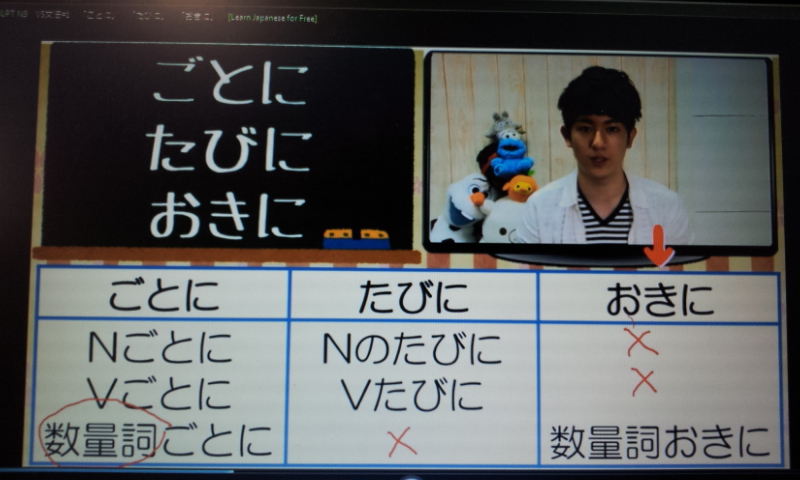 JLPT N3 「ごとに」 「たびに」 「おきに」 [Learn Japanese for Free]
ごとに
たびに
おきに
ごとに たびに おきに
Nごとに Nのたびに ×
Vごとに Vたびに ×
数量詞ごとに × 数量詞おきに